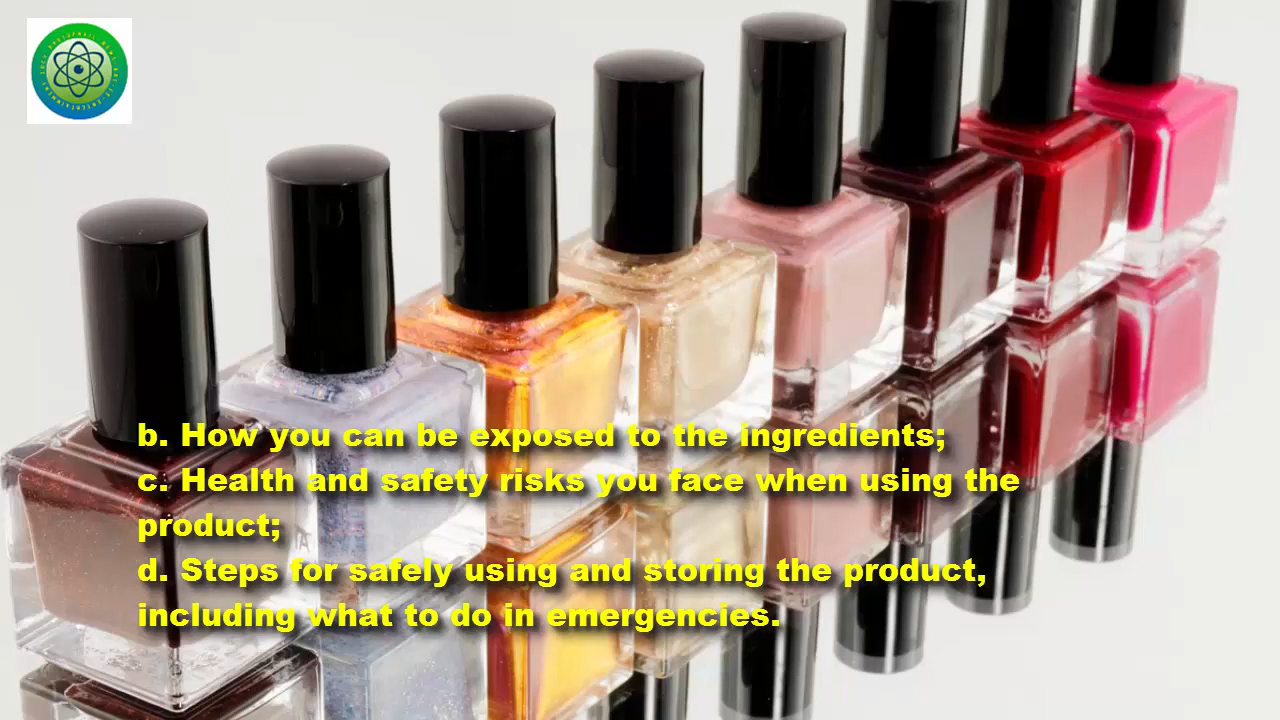 b. How you can be exposed to the ingredients;
c. Health and safety risks you face when using the
product;
d. Steps for safely using and storing the product,
including what to do in emergencies.